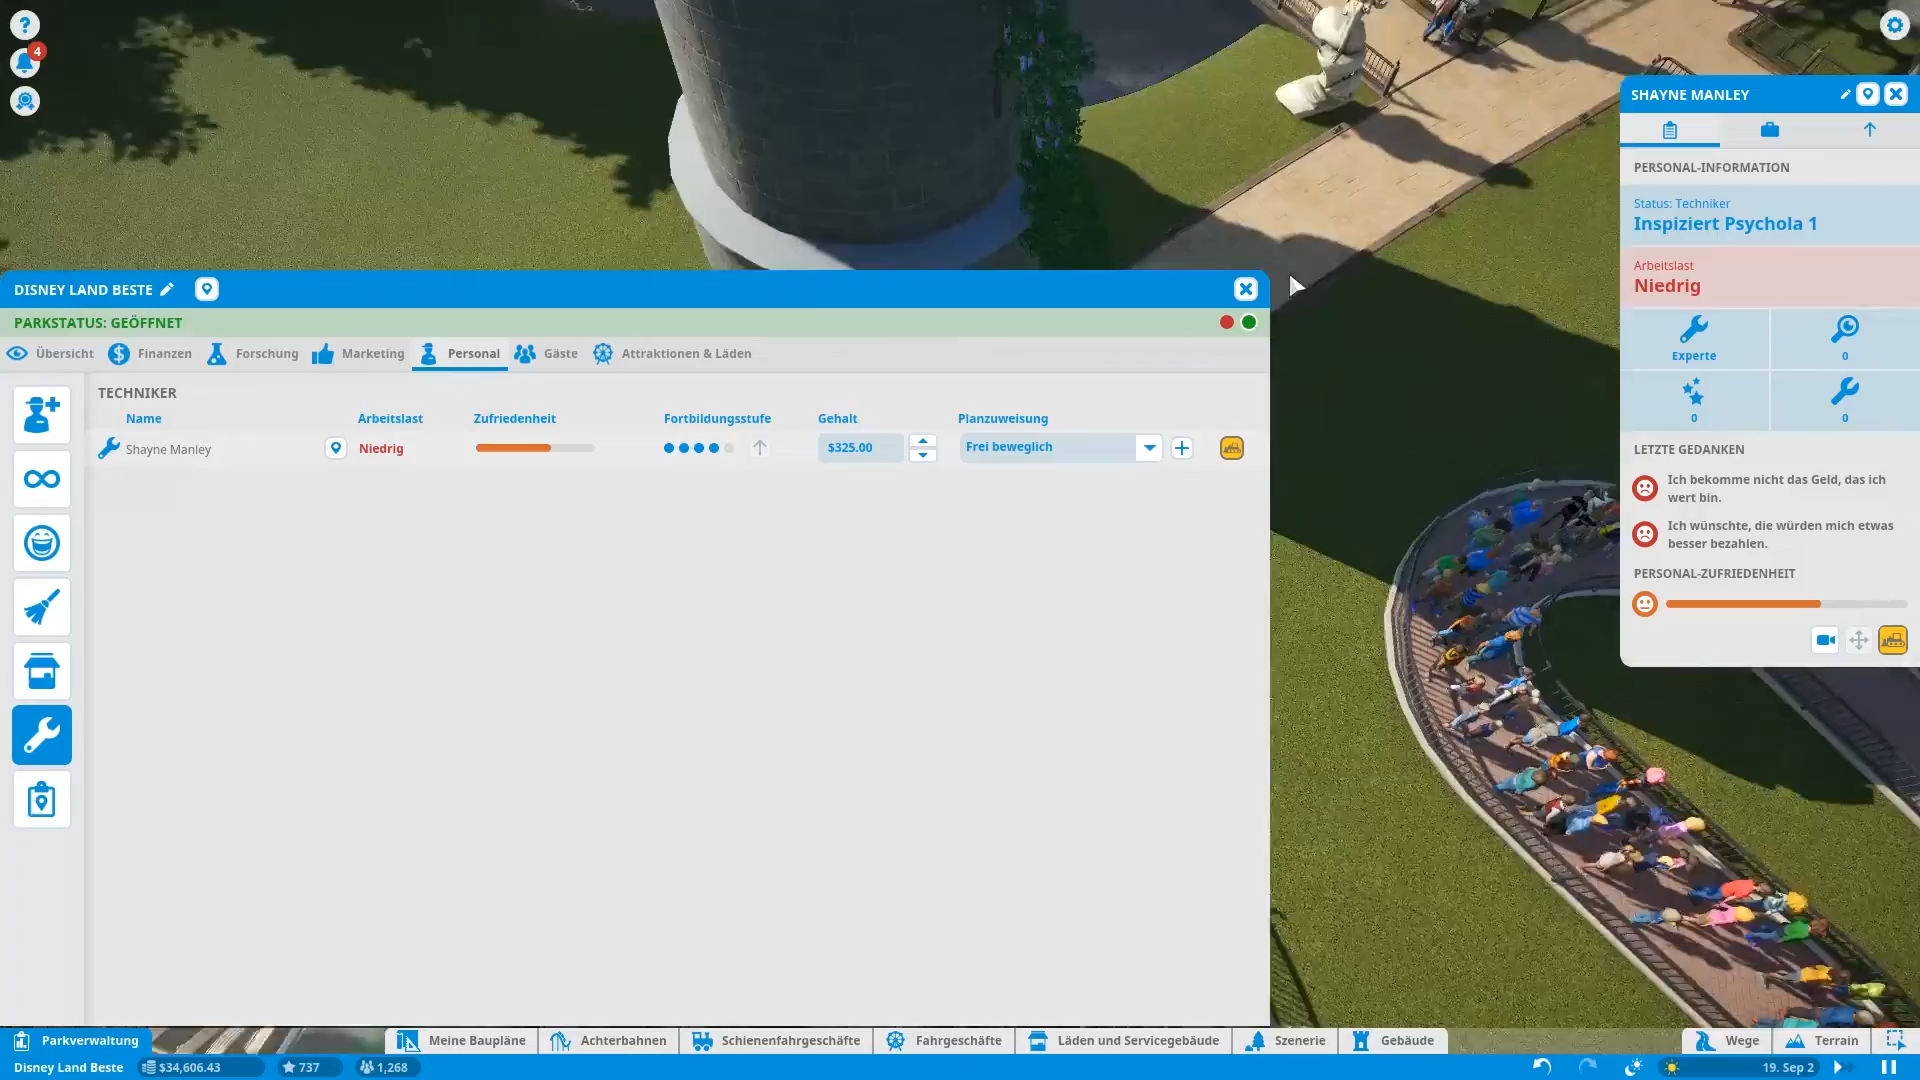 ?
4
SHAYNE MANLEY
PERSONAL-INFORMATION
Status: Techniker
Inspiziert Psychola 1
Arbeitslast
Niedrig
Experte
0
0
0
LETZTE GEDANKEN
Ich bekomme nicht das Geld, das ich
wert bin.
Ich wünschte, die würden mich etwas
besser bezahlen.
PERSONAL-ZUFRIEDENHEIT
DISNEY LAND BESTE
PARKSTATUS: GEÖFFNET
Übersicht
$ Finanzen
Forschung
Marketing
Personal
Gäste
Attraktionen & Läden
TECHNIKER
Name Arbeitslast Zufriedenheit Fortbildungsstufe Gehalt Planzuweisung
Shayne Manley Niedrig $325.00 Frei beweglich
Parkverwaltung
Meine Baupläne
Achterbahnen
Schienenfahrgeschäfte
Fahrgeschäfte
Läden und Servicegebäude
Szenerie
Gebäude
Wege
Terrain
Disney Land Beste $34,606.43 737 1,268 19. Sep 2